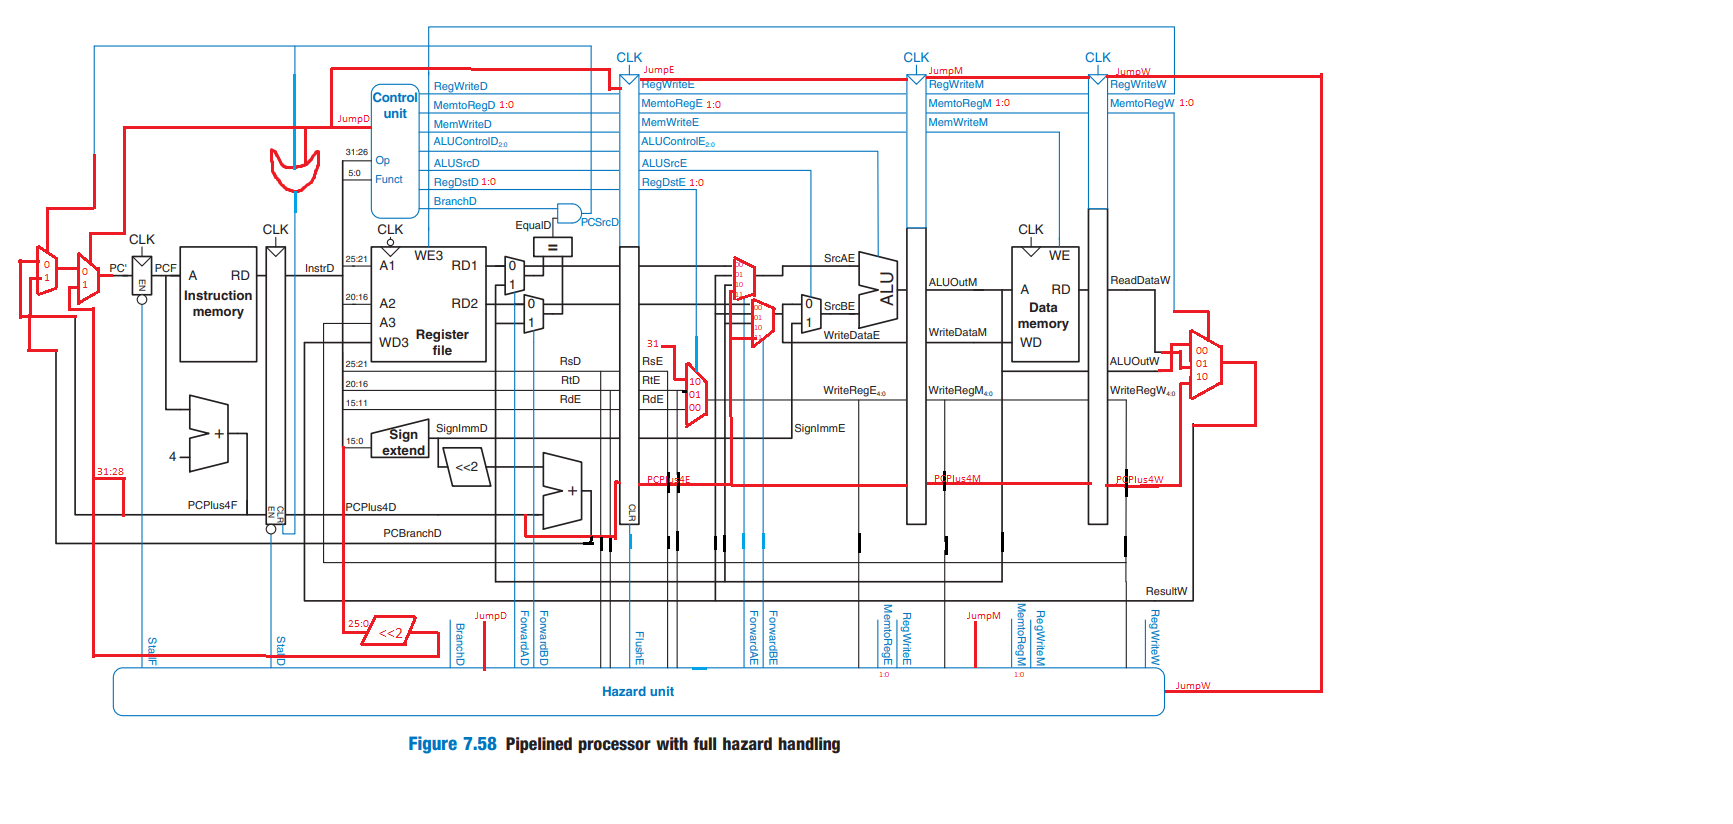 CLK CLK CLK
JumpE JumpM JumpW
RegWriteD RegWriteE RegWriteM RegWriteW
Control unit
MemtoRegD 1:0 MemtoRegE 1:0 MemtoRegM 1:0 MemtoRegW 1:0
JumpD
MemWriteD MemWriteE MemWriteM
ALUControlD2:0 ALUControlE2:0
31:26 Op
ALUSrcD ALUSrcE
5:0 Funct
RegDstD 1:0 RegDstE 1:0
BranchD
EqualD PCSrcD
CLK CLK CLK CLK
WE3 = WE
0 1 0 1 PC' PCF A RD InstrD 25:21 A1 RD1 0 1 00 01 10 11 SrcAE ALU ALUOutM A RD ReadDataW
EN
Instruction memory
20:16 A2 RD2 0 1 00 01 10 0 1 SrcBE Data memory
A3
Register file
WD3 WriteDataE WriteDataM WD
31 00 01 10
25:21 RsD RsE ALUOutW
20:16 RtD RtE 10 01 00 WriteRegE4:0 WriteRegM4:0 WriteRegW4:0
15:11 RdD RdE
Sign extend
SignImmD SignImmE
15:0
+
4
<<2
31:28 PCPlus4E PCPlus4M PCPlus4W
+
PCPlus4F EN CLR PCPlus4D CLR
PCBranchD
ResultW
25:0 <<2
JumpD JumpM
StallF StallD BranchD ForwardAD ForwardBD FlushE ForwardAE ForwardBE MemtoRegE RegWriteE MemtoRegM RegWriteM RegWriteW
1:0 1:0
Hazard unit JumpW
Figure 7.58 Pipelined processor with full hazard handling